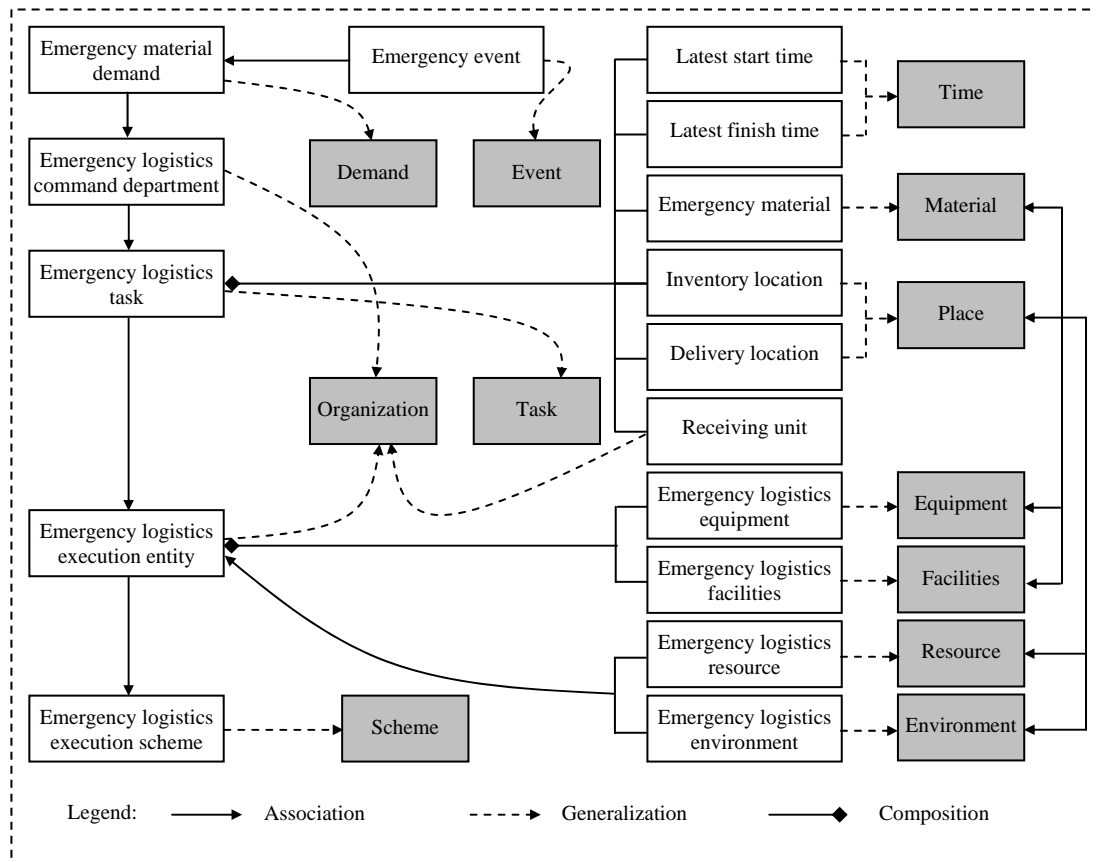 Emergency material
demand
Emergency event
Latest start time
Time
Latest finish time
Emergency logistics
command department
Demand
Event
Emergency material
Material
Emergency logistics
task
Inventory location
Place
Delivery location
Organization
Task
Receiving unit
Emergency logistics
equipment
Equipment
Emergency logistics
execution entity
Emergency logistics
facilities
Facilities
Emergency logistics
resource
Resource
Emergency logistics
execution scheme
Scheme
Emergency logistics
environment
Environment
Legend:
Association
Generalization
Composition